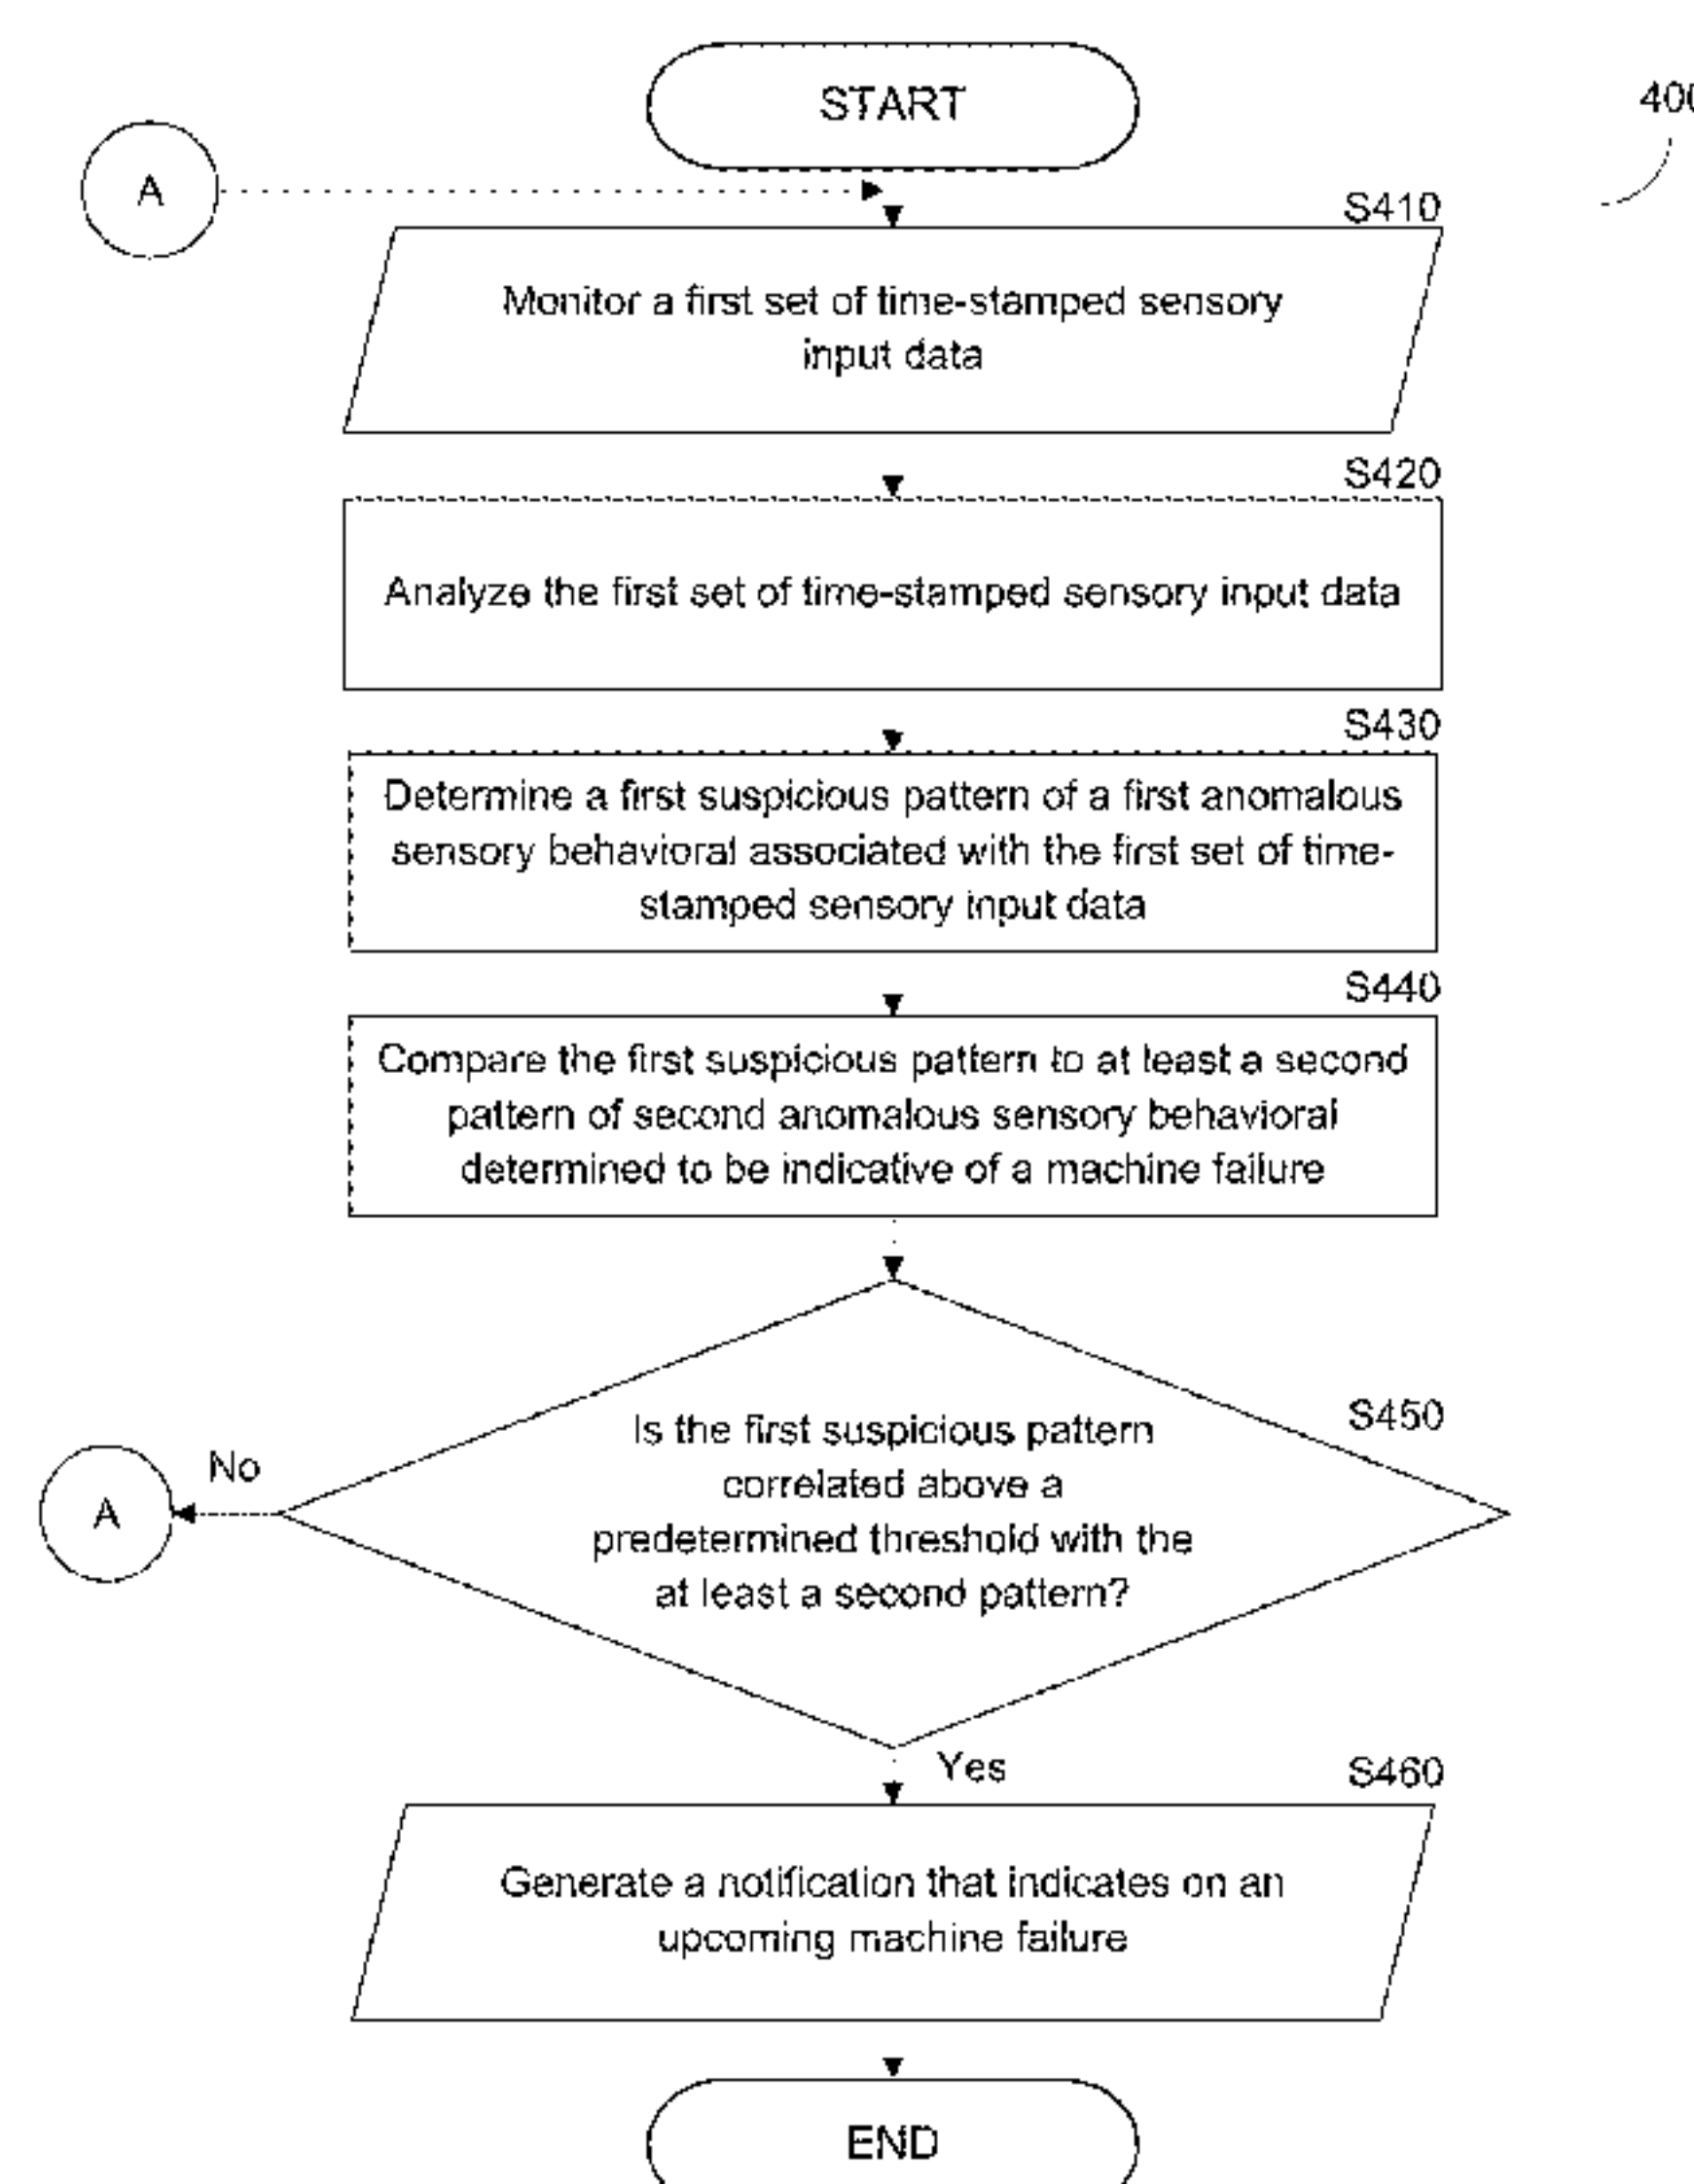 START
400
A
S410
Monitor a first set of time-stamped sensory
input data
S420
Analyze the first set of time-stamped sensory input data
S430
Determine a first suspicious pattern of a first anomalous
sensory behavioral associated with the first set of time-
stamped sensory input data
S440
Compare the first suspicious pattern to at least a second
pattern of second anomalous sensory behavioral
determined to be indicative of a machine failure
S450
Is the first suspicious pattern
correlated above a
predetermined threshold with the
at least a second pattern?
No
A
Yes
S460
Generate a notification that indicates on an
upcoming machine failure
END